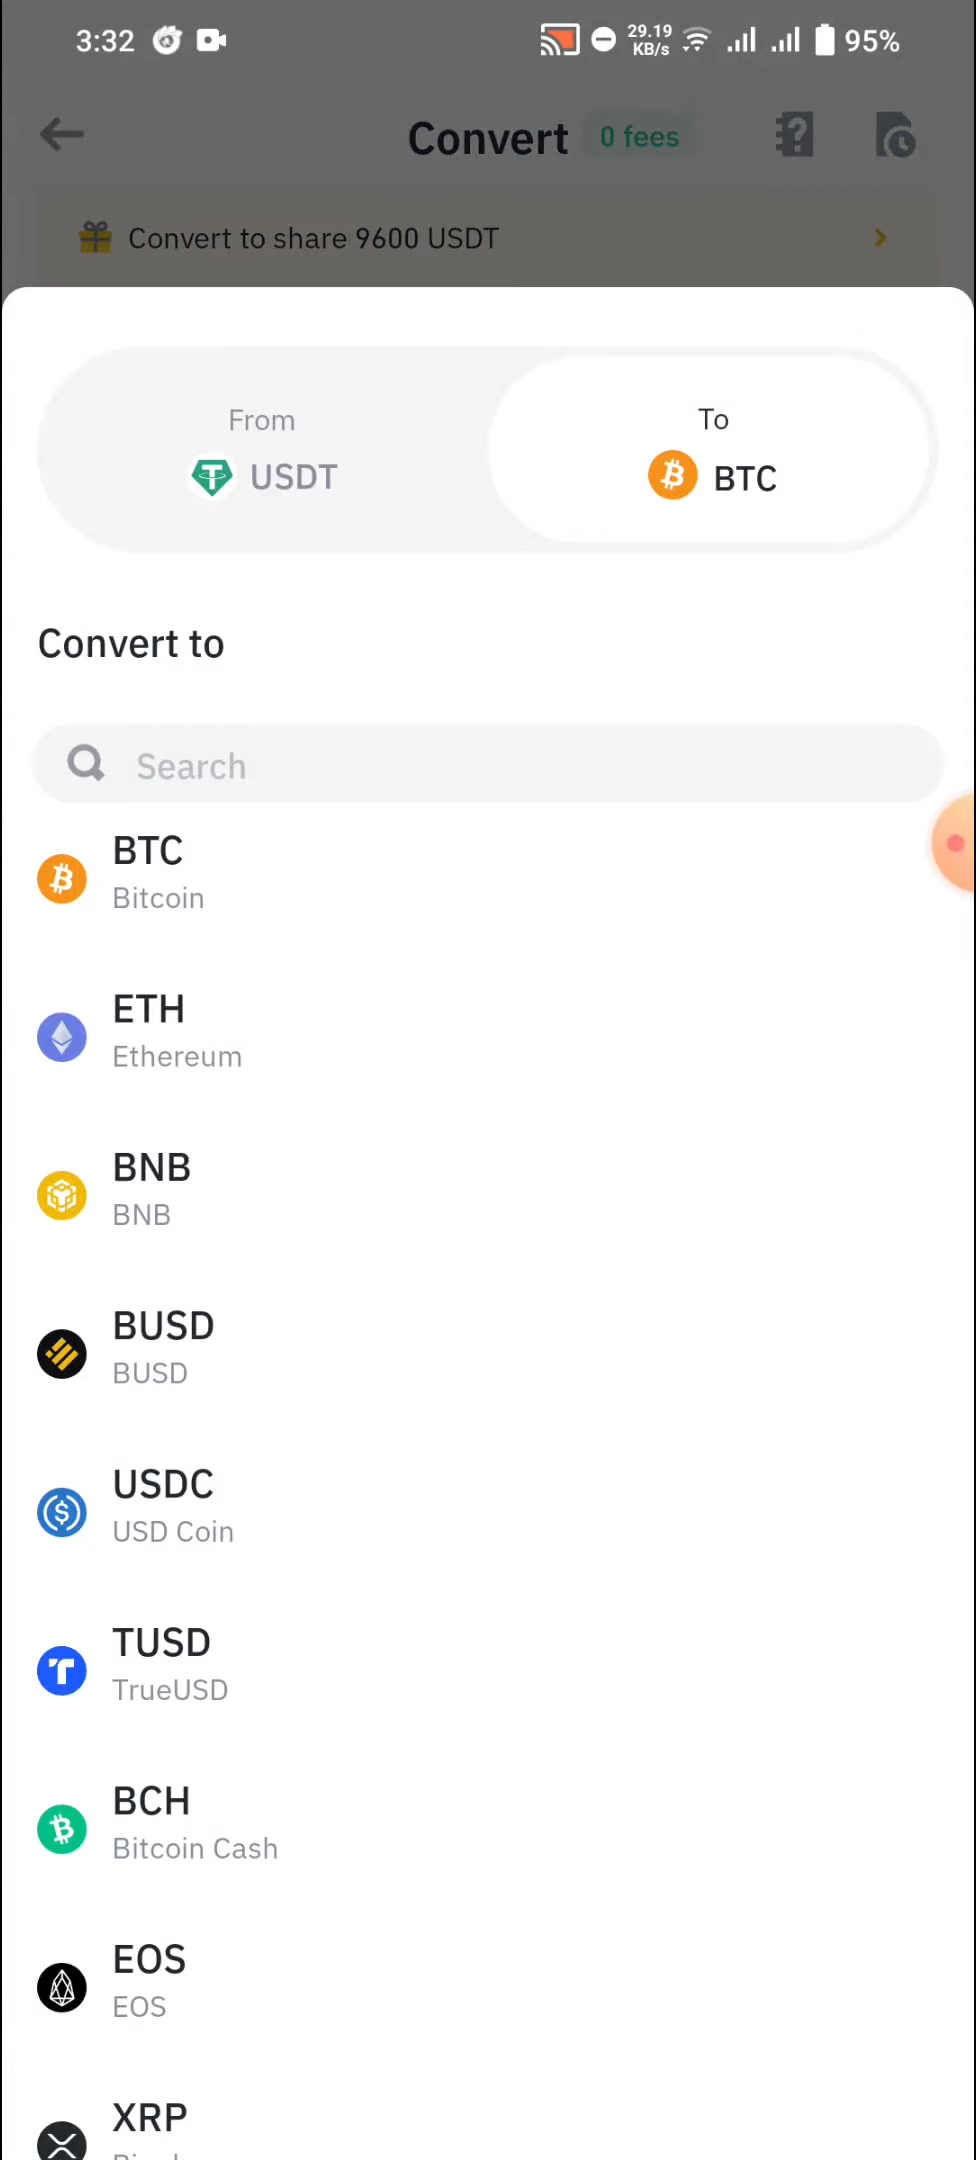 3:32 29.19 KB/s 95%
Convert 0 fees
Convert to share 9600 USDT
From To
USDT BTC
Convert to
Search
BTC
Bitcoin
ETH
Ethereum
BNB
BNB
BUSD
BUSD
USDC
USD Coin
TUSD
TrueUSD
BCH
Bitcoin Cash
EOS
EOS
XRP